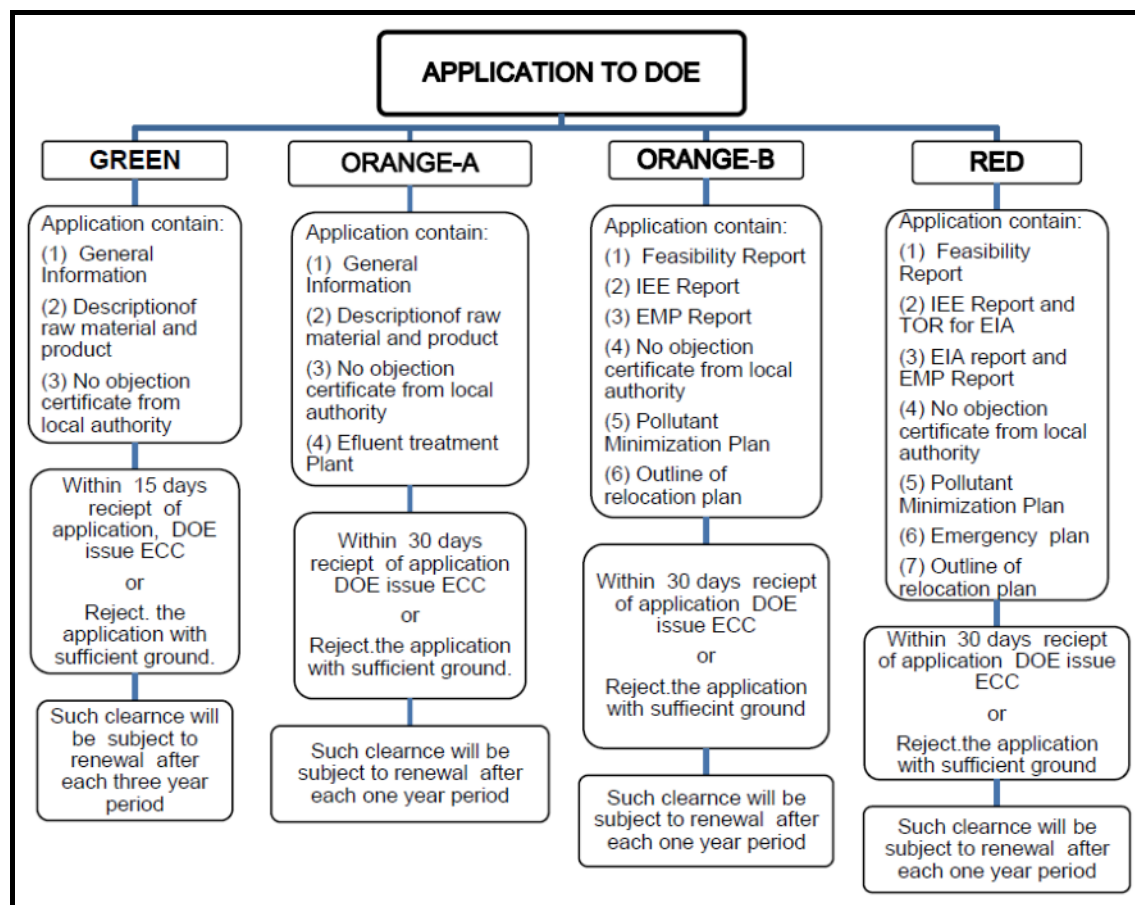 APPLICATION TO DOE
GREEN
Application contain:
(1) General
Information
(2) Descriptionof
raw material and
product
(3) No objection
certificate from
local authority
Within 15 days
reciept of
application, DOE
issue ECC
or
Reject. the
application with
sufficient ground.
Such clearnce will
be subject to
renewal after
each three year
period
ORANGE-A
Application contain:
(1) General
Information
(2) Descriptionof raw
material and product
(3) No objection
certificate from local
authority
(4) Efluent treatment
Plant
Within 30 days
reciept of application
DOE issue ECC
or
Reject.the application
with sufficient ground.
Such clearnce will be
subject to renewal after
each one year period
ORANGE-B
Application contain:
(1) Feasibility Report
(2) IEE Report
(3) EMP Report
(4) No objection
certificate from local
authority
(5) Pollutant
Minimization Plan
(6) Outline of
relocation plan
Within 30 days reciept
of application DOE
issue ECC
or
Reject.the application
with suffiecint ground
Such clearnce will be
subject to renewal after
each one year period
RED
Application contain:
(1) Feasibility
Report
(2) IEE Report and
TOR for EIA
(3) EIA report and
EMP Report
(4) No objection
certificate from local
authority
(5) Pollutant
Minimization Plan
(6) Emergency plan
(7) Outline of
relocation plan
Within 30 days reciept
of application DOE issue
ECC
or
Reject.the application
with sufficient ground
Such clearnce will be
subject to renewal after
each one year period